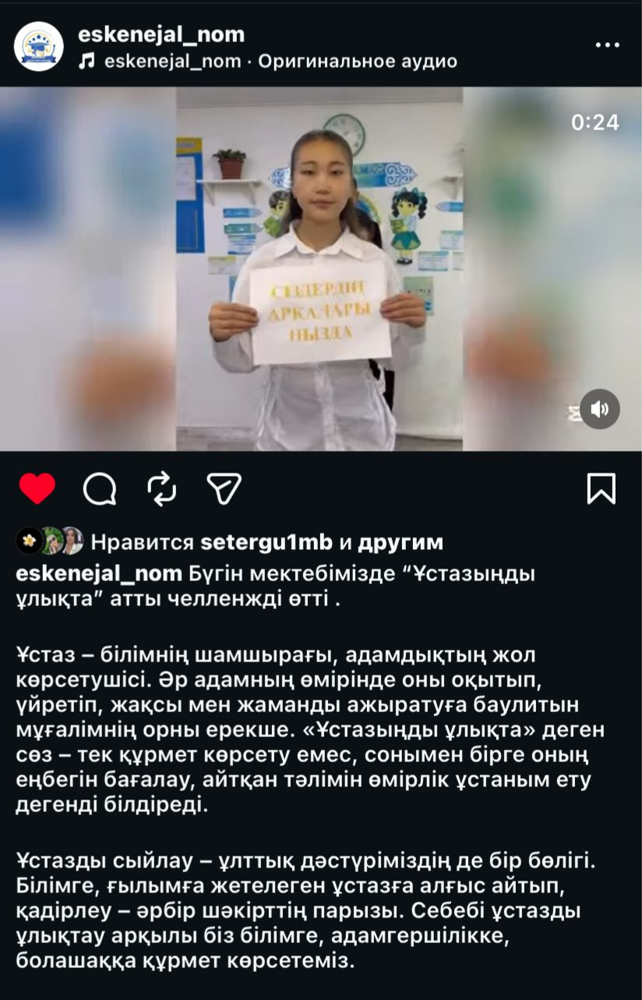 eskenejal_nom
eskenejal_nom · Оригинальное аудио
0:24
СІЗДЕРДІҢ
АРҚАЛАРЫ
ҢЫЗДА
Нравится setergu1mb и другим
eskenejal_nom Бүгін мектебімізде “Ұстазыңды
ұлықта” атты челленжді өтті .
Ұстаз – білімнің шамшырағы, адамдықтың жол
көрсетушісі. Әр адамның өмірінде оны оқытып,
үйретіп, жақсы мен жаманды ажыратуға баулитын
мұғалімнің орны ерекше. «Ұстазыңды ұлықта» деген
сөз – тек құрмет көрсету емес, сонымен бірге оның
еңбегін бағалау, айтқан тәлімін өмірлік ұстаным ету
дегенді білдіреді.
Ұстазды сыйлау – ұлттық дәстүріміздің де бір бөлігі.
Білімге, ғылымға жетелеген ұстазға алғыс айтып,
қадірлеу – әрбір шәкірттің парызы. Себебі ұстазды
ұлықтау арқылы біз білімге, адамгершілікке,
болашаққа құрмет көрсетеміз.